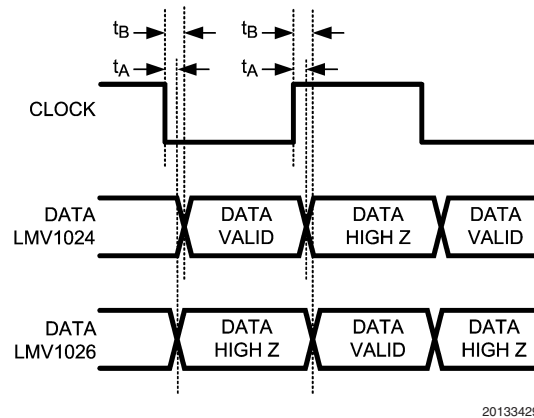 tB tB
tA tA
CLOCK
DATA
LMV1024
DATA
VALID
DATA
HIGH Z
DATA
VALID
DATA
LMV1026
DATA
HIGH Z
DATA
VALID
DATA
HIGH Z
20133429